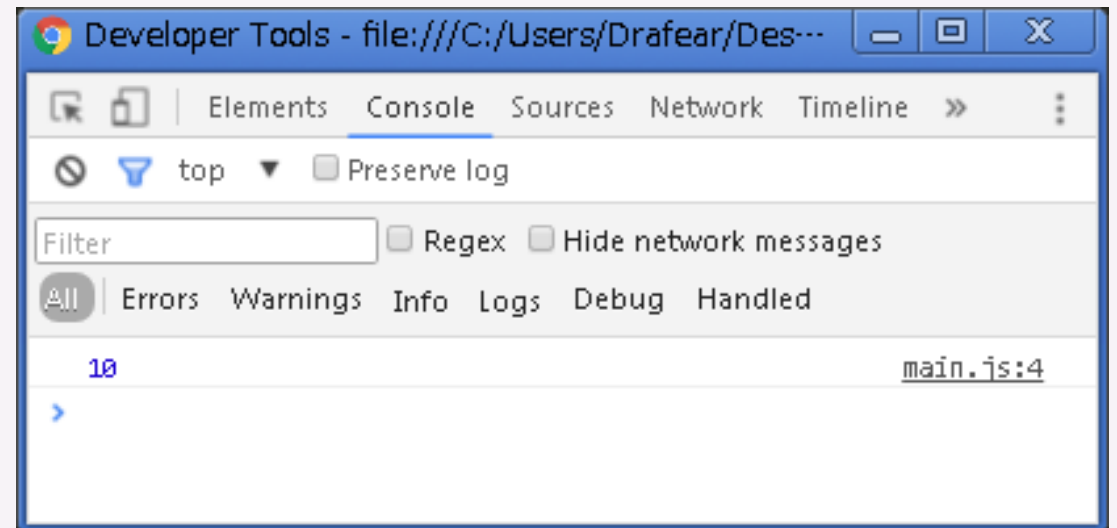 Developer Tools - file:///C:/Users/Drafear/Des···
Elements Console Sources Network Timeline »
top ▼ Preserve log
Filter Regex Hide network messages
All Errors Warnings Info Logs Debug Handled
10 main.js:4
>